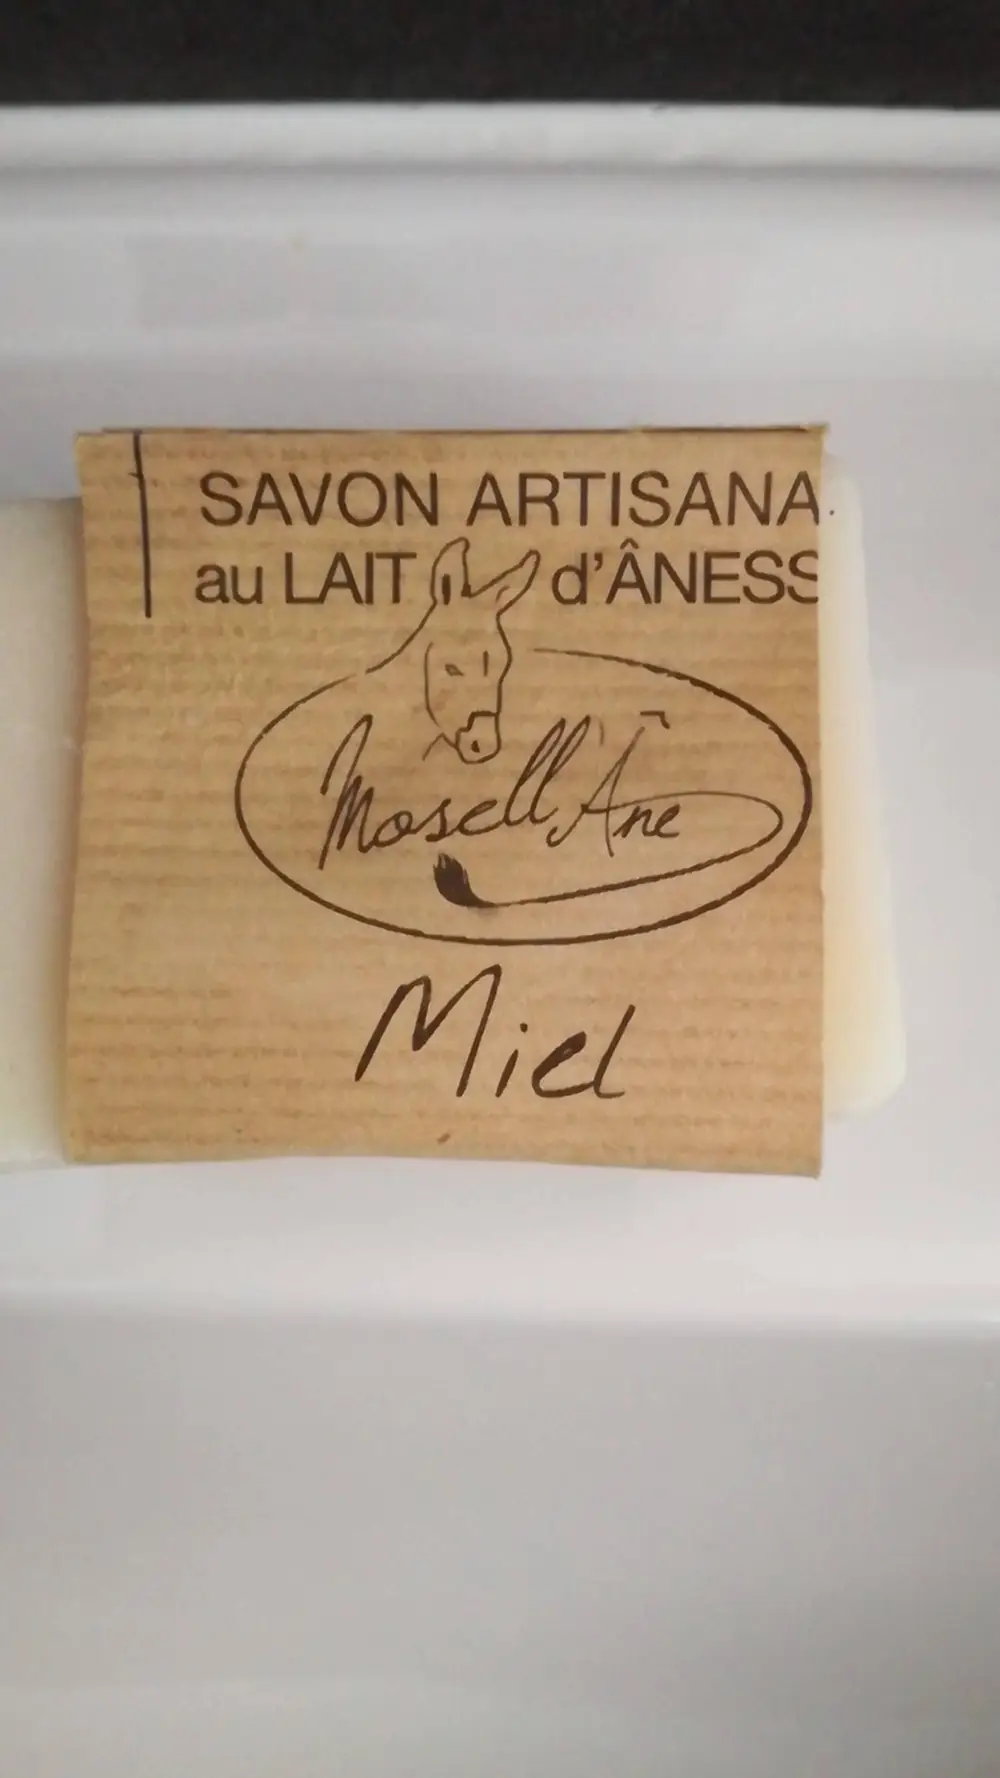 SAVON ARTISANA
au LAIT d'ÂNESS
Mosell'Âne
Miel